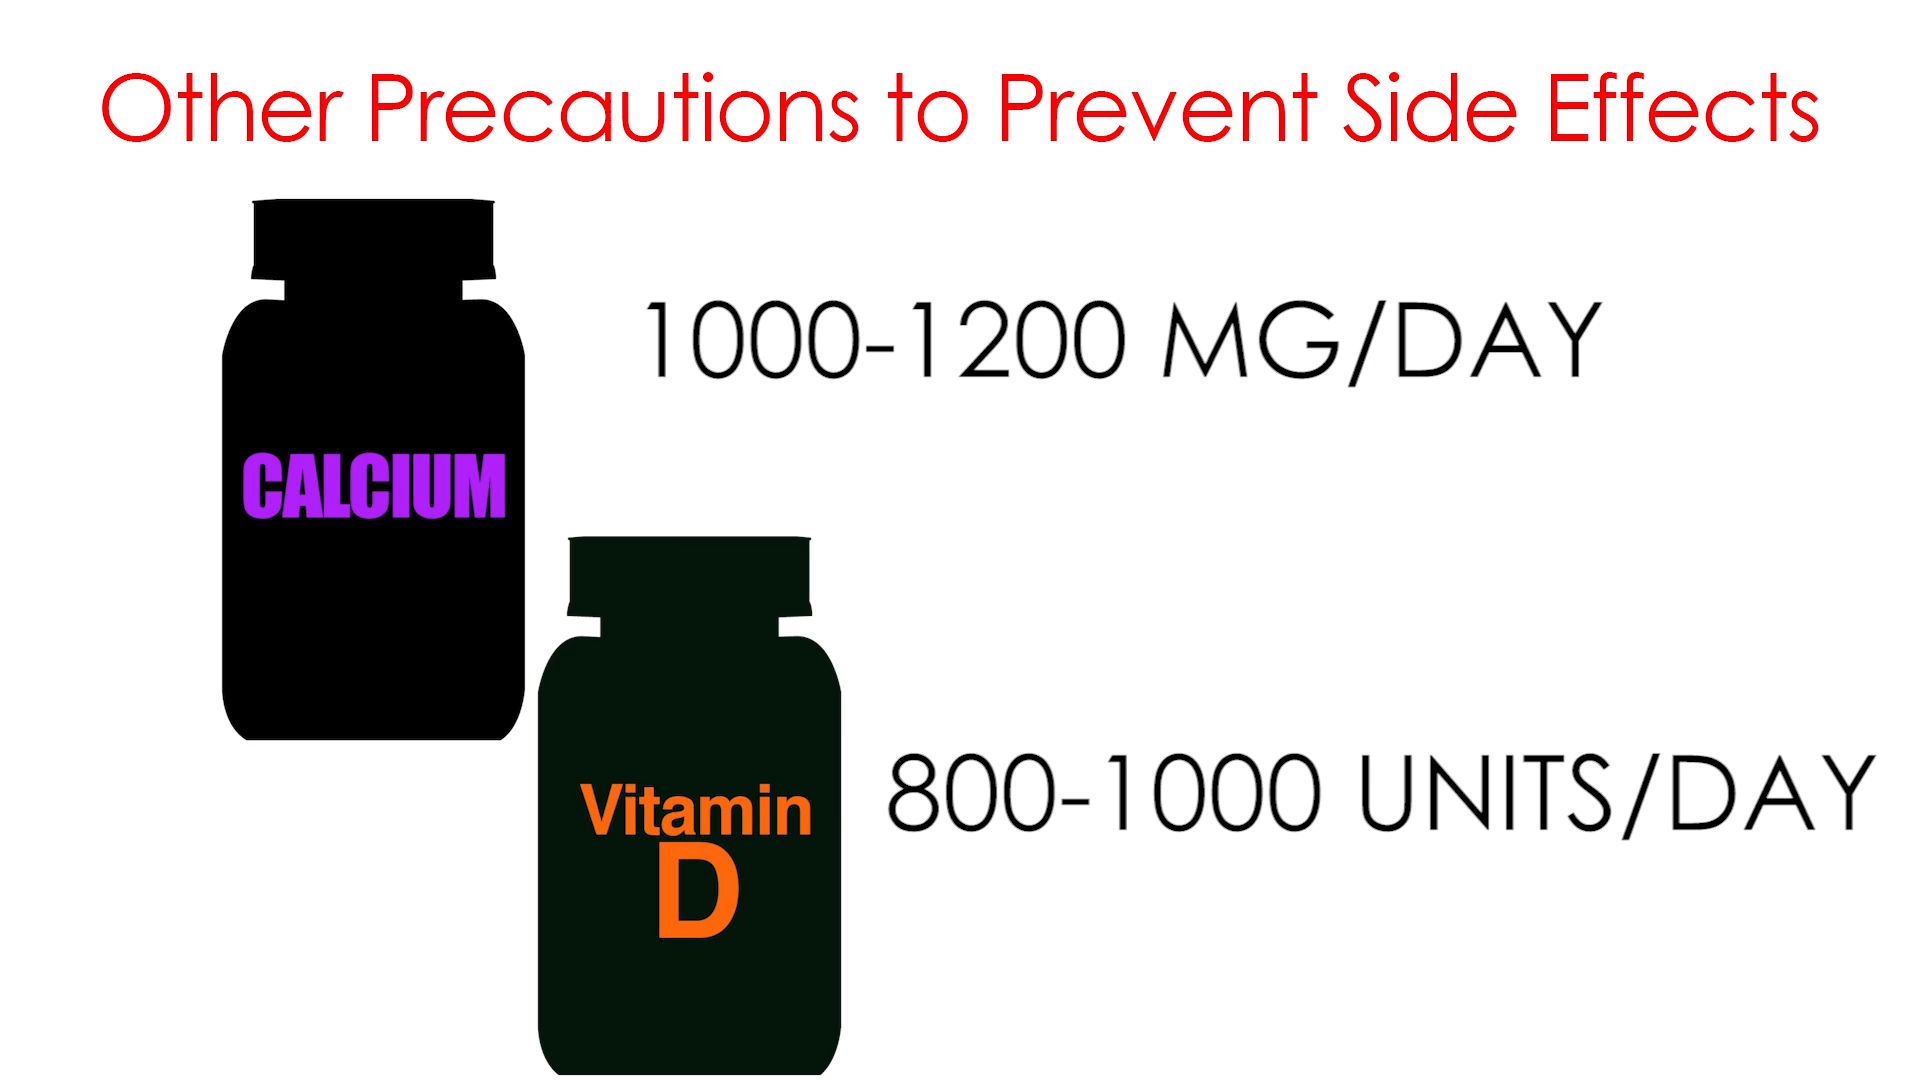 Other Precautions to Prevent Side Effects
1000-1200 MG/DAY
CALCIUM
800-1000 UNITS/DAY
Vitamin
D